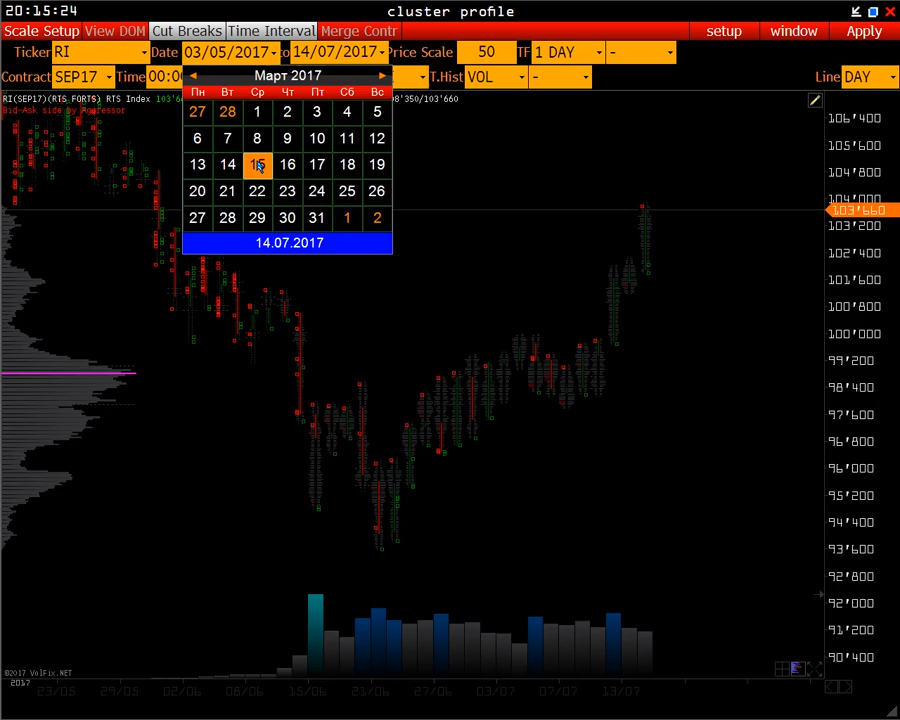 20:15:24 cluster profile
Scale Setup View DOM Cut Breaks Time Interval Merge Contr setup window Apply
Ticker RI Date 03/05/2017 to 14/07/2017 Price Scale 50 TF 1 DAY -
Contract SEP17 Time 00:00 T.Hist VOL - Line DAY
Март 2017
RI(SEP17)(RTS FORTS) RTS Index 8'350/103'660
Bid-Ask side by Aggressor
Пн Вт Ср Чт Пт Сб Вс
27 28 1 2 3 4 5
6 7 8 9 10 11 12
13 14 15 16 17 18 19
20 21 22 23 24 25 26
27 28 29 30 31 1 2
14.07.2017
106'400
105'600
104'800
104'000
103'660
103'200
102'400
101'600
100'800
100'000
99'200
98'400
97'600
96'800
96'000
95'200
94'400
93'600
92'800
92'000
91'200
90'400
©2017 VolFix.NET
2017
23/05 29/05 02/06 08/06 15/06 21/06 27/06 03/07 07/07 13/07